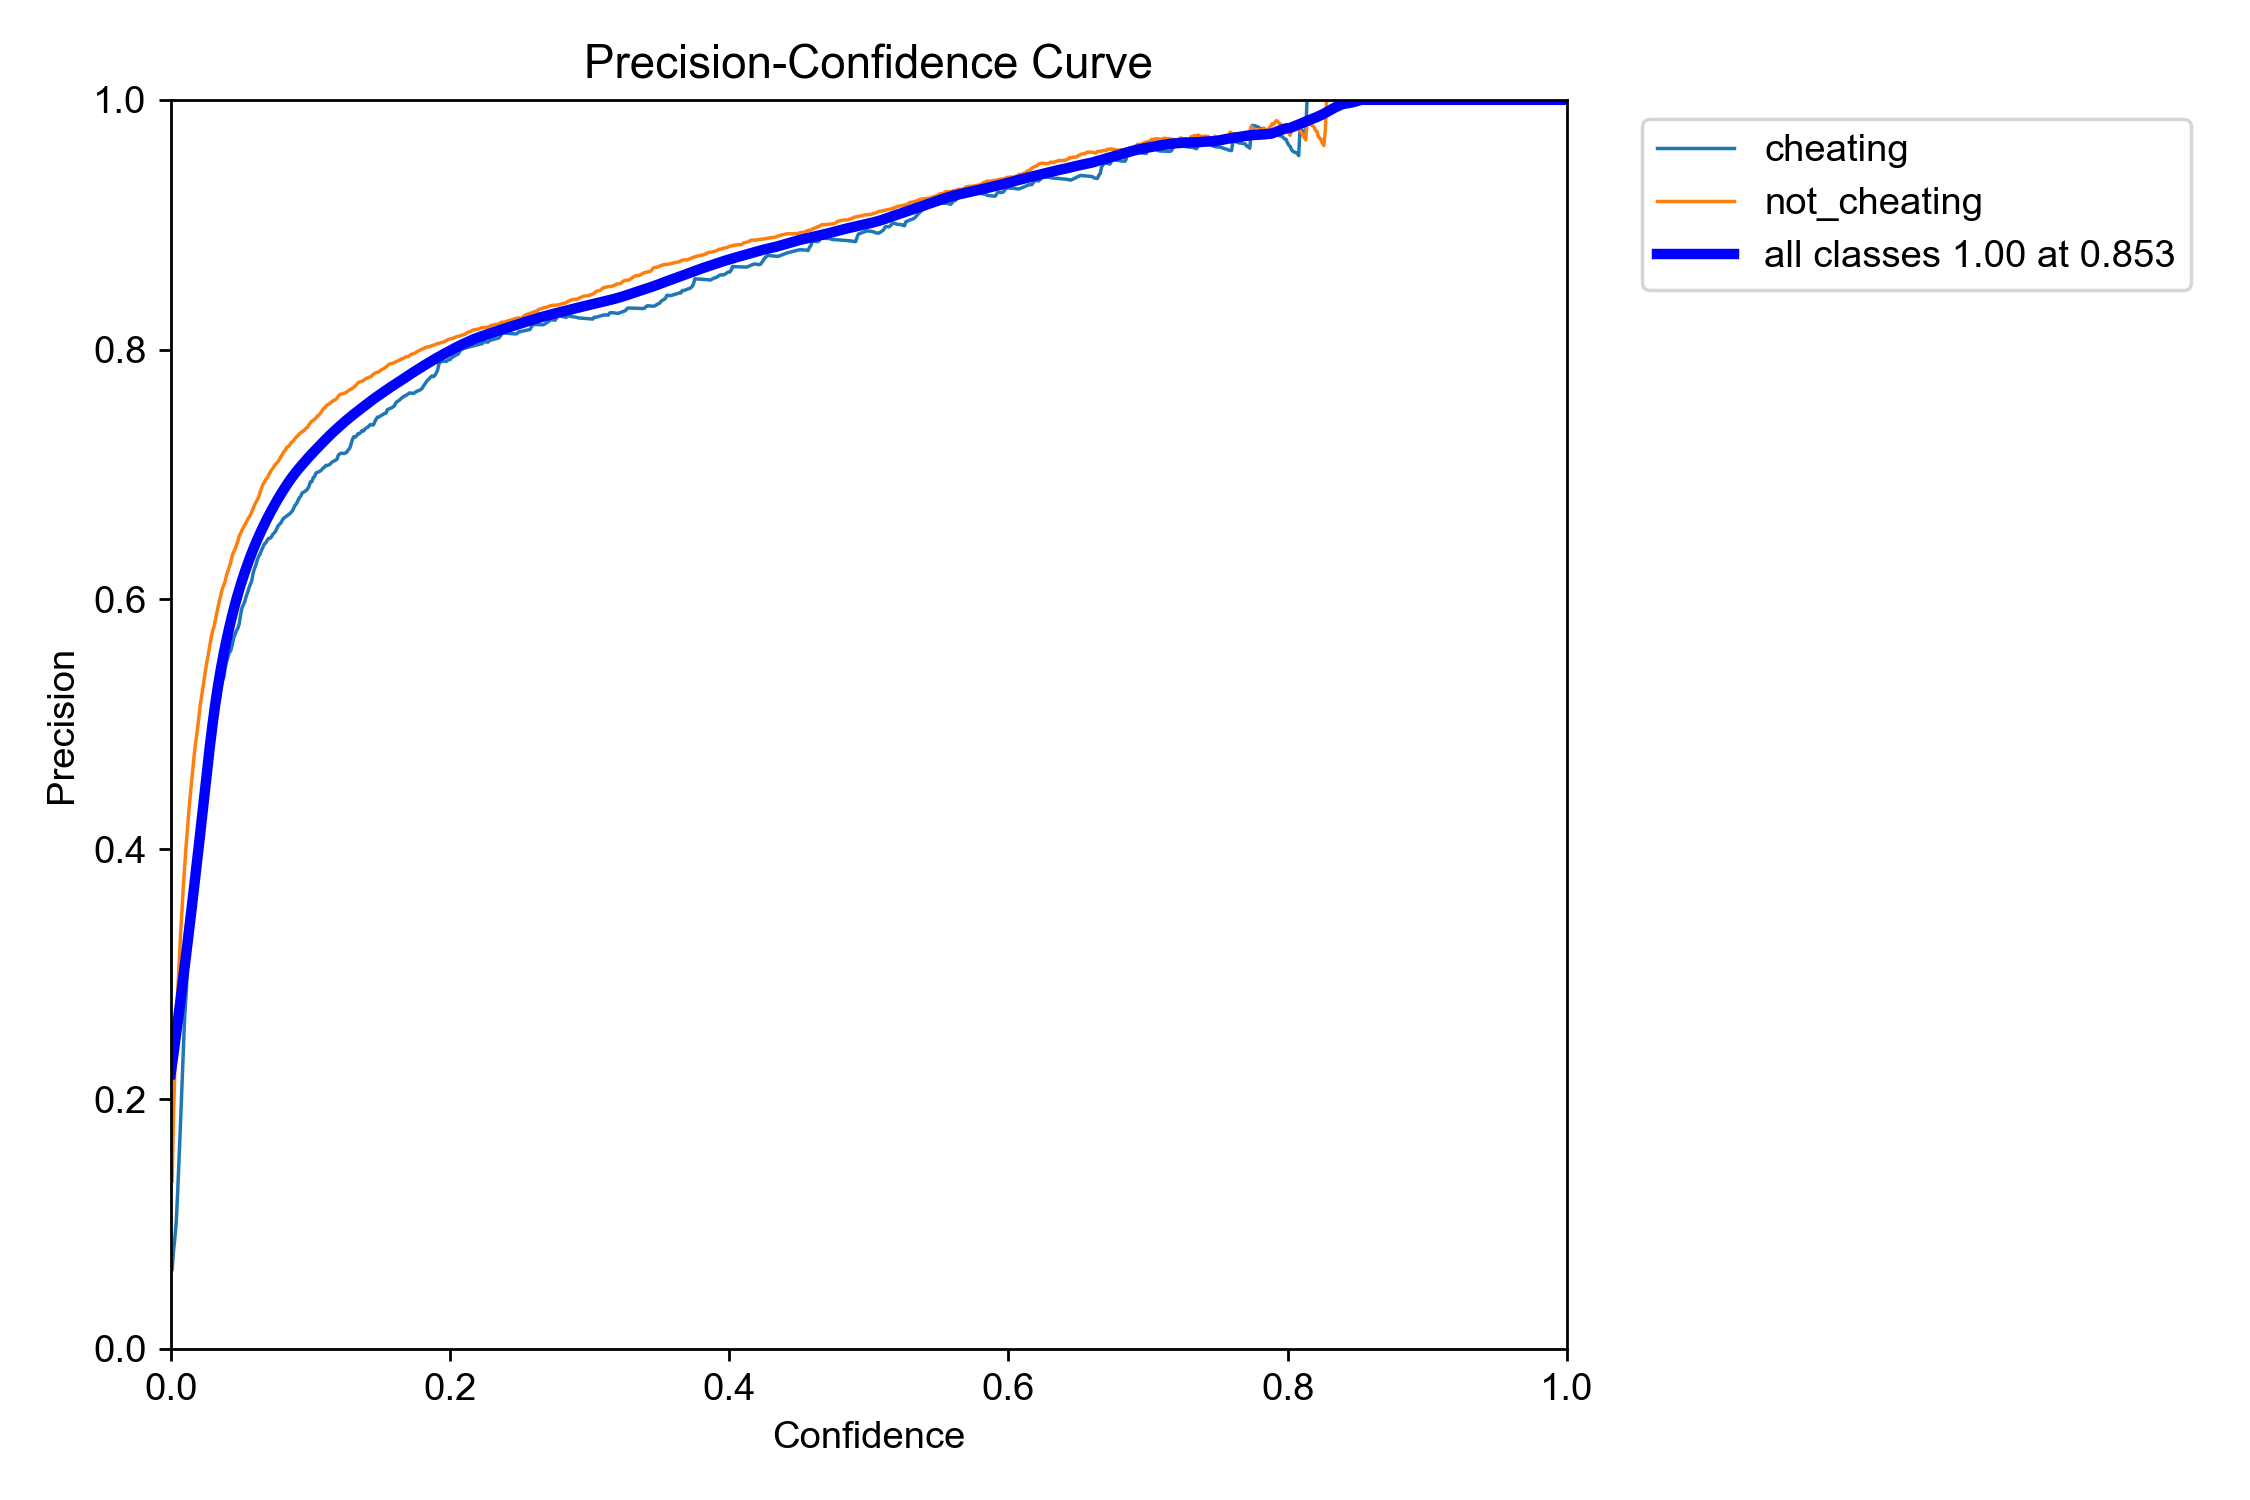 Precision-Confidence Curve
1.0
0.8
0.6
0.4
0.2
0.0
Precision
0.0 0.2 0.4 0.6 0.8 1.0
Confidence
cheating
not_cheating
all classes 1.00 at 0.853